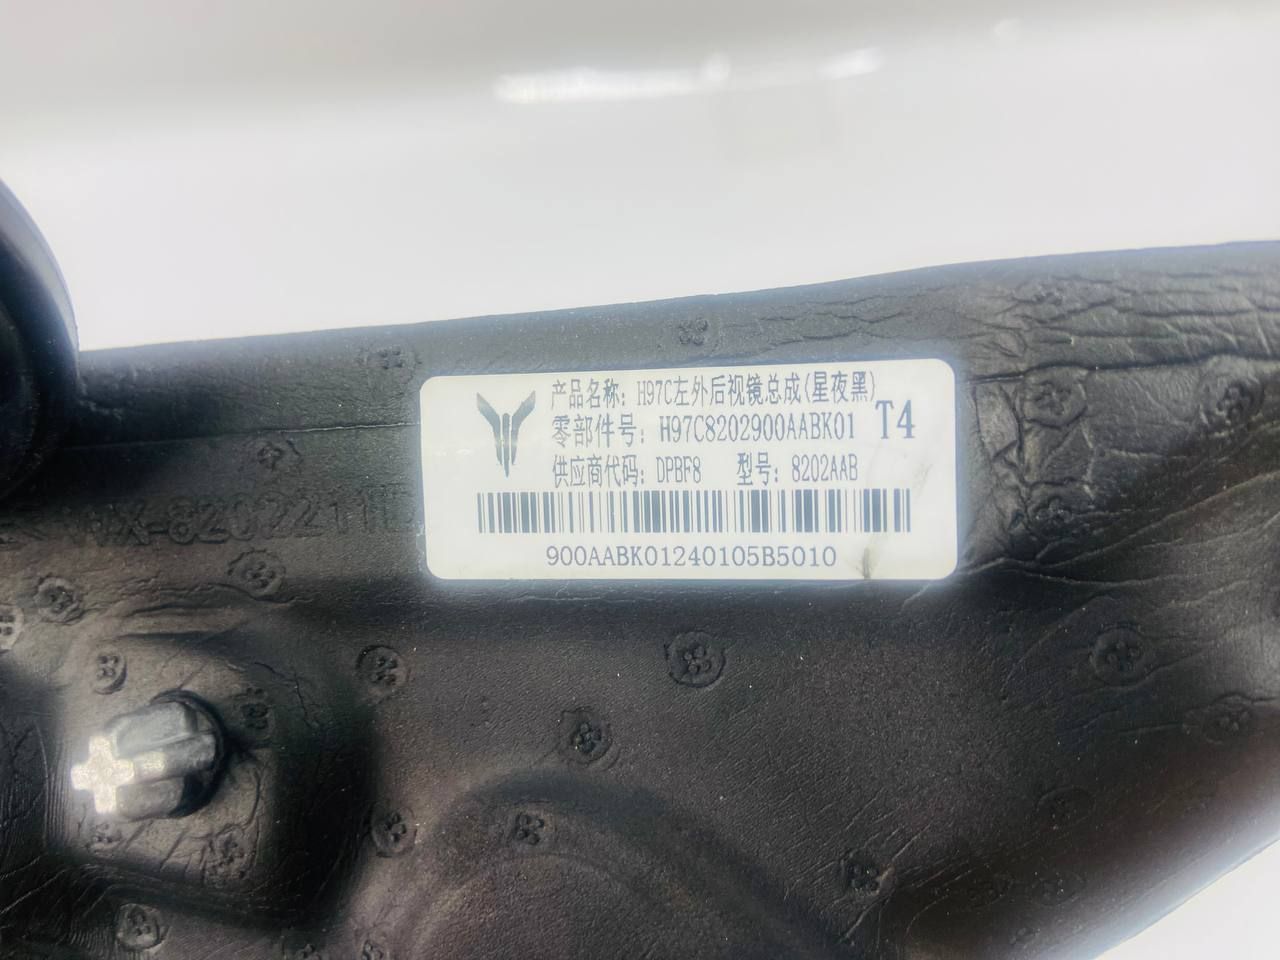 产品名称: H97C左外后视镜总成(星夜黑)
零部件号: H97C8202900AABK01 T4
供应商代码: DPBF8 型号: 8202AAB
900AABK01240105B5010